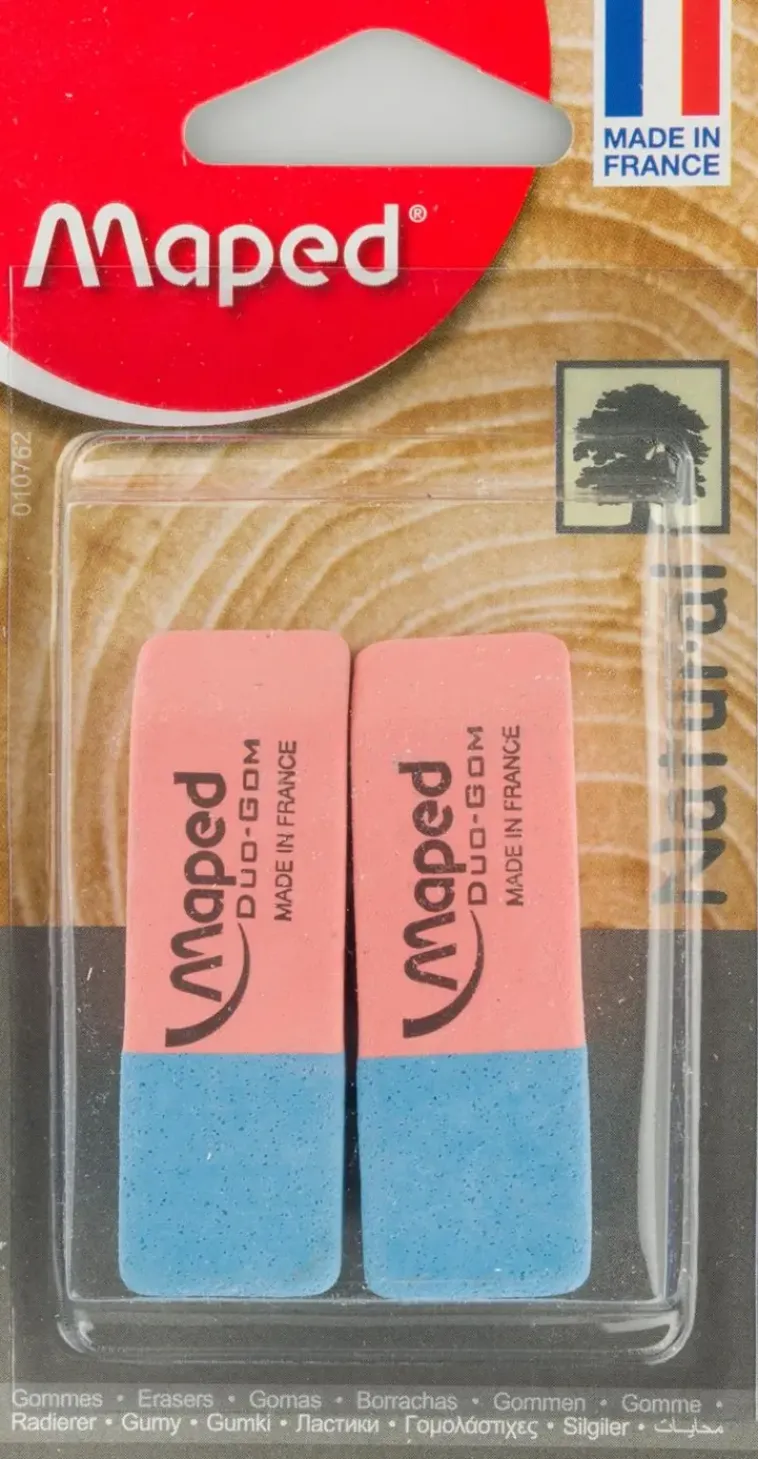 MADE IN
FRANCE
Maped®
010762
Natural
Maped
DUO-GOM
MADE IN FRANCE
Maped
DUO-GOM
MADE IN FRANCE
Gommes • Erasers • Gomas • Borrachas • Gommen • Gomme •
Radierer • Gumy • Gumki • Ластики • Γομολάστιχες • Silgiler • محايات